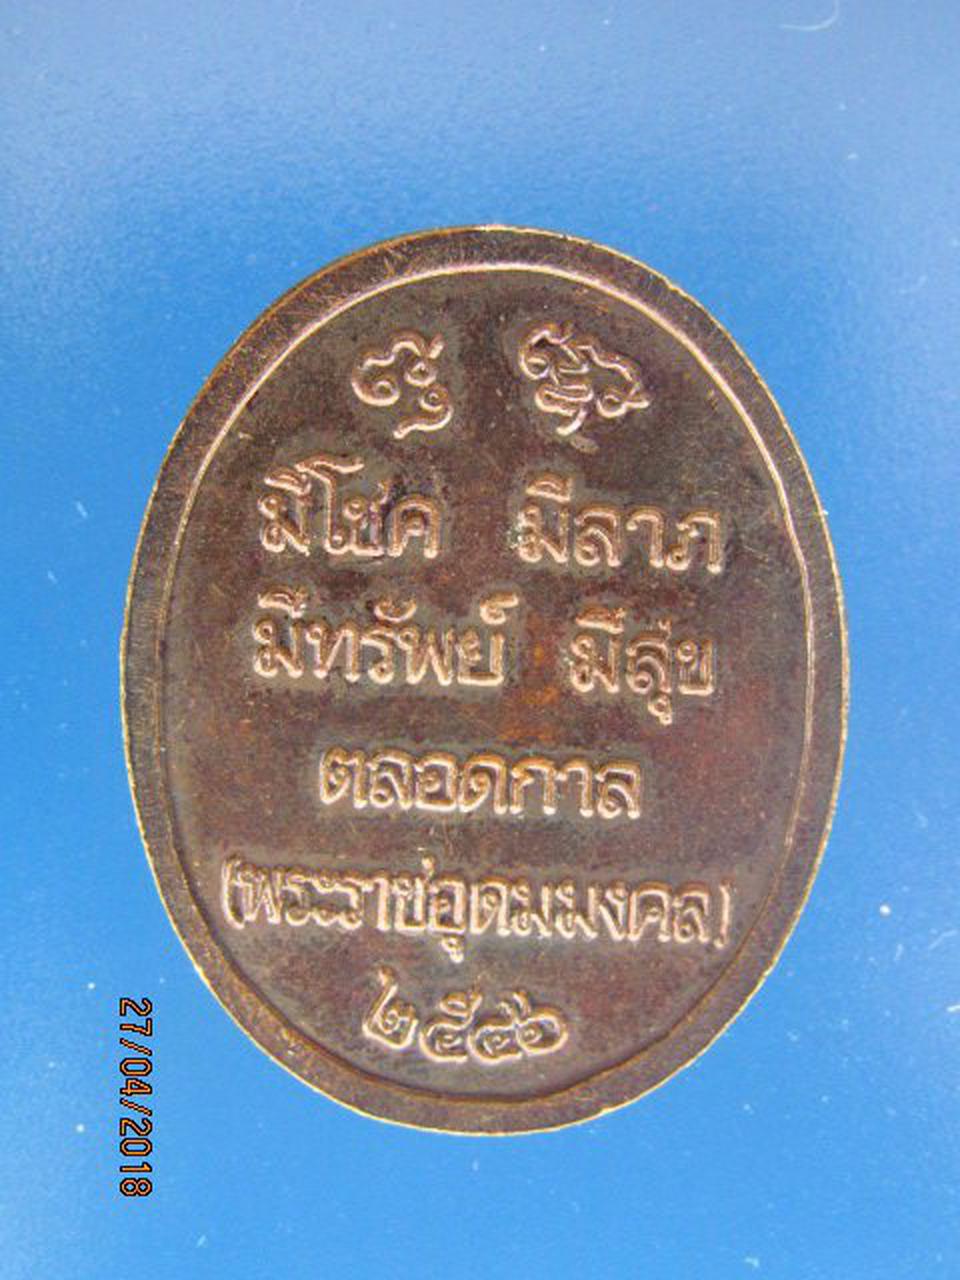 มีโชค มีลาภ
มีทรัพย์ มีสุข
ตลอดกาล
(พระราชอุดมมงคล)
๒๕๔๖
27/04/2018